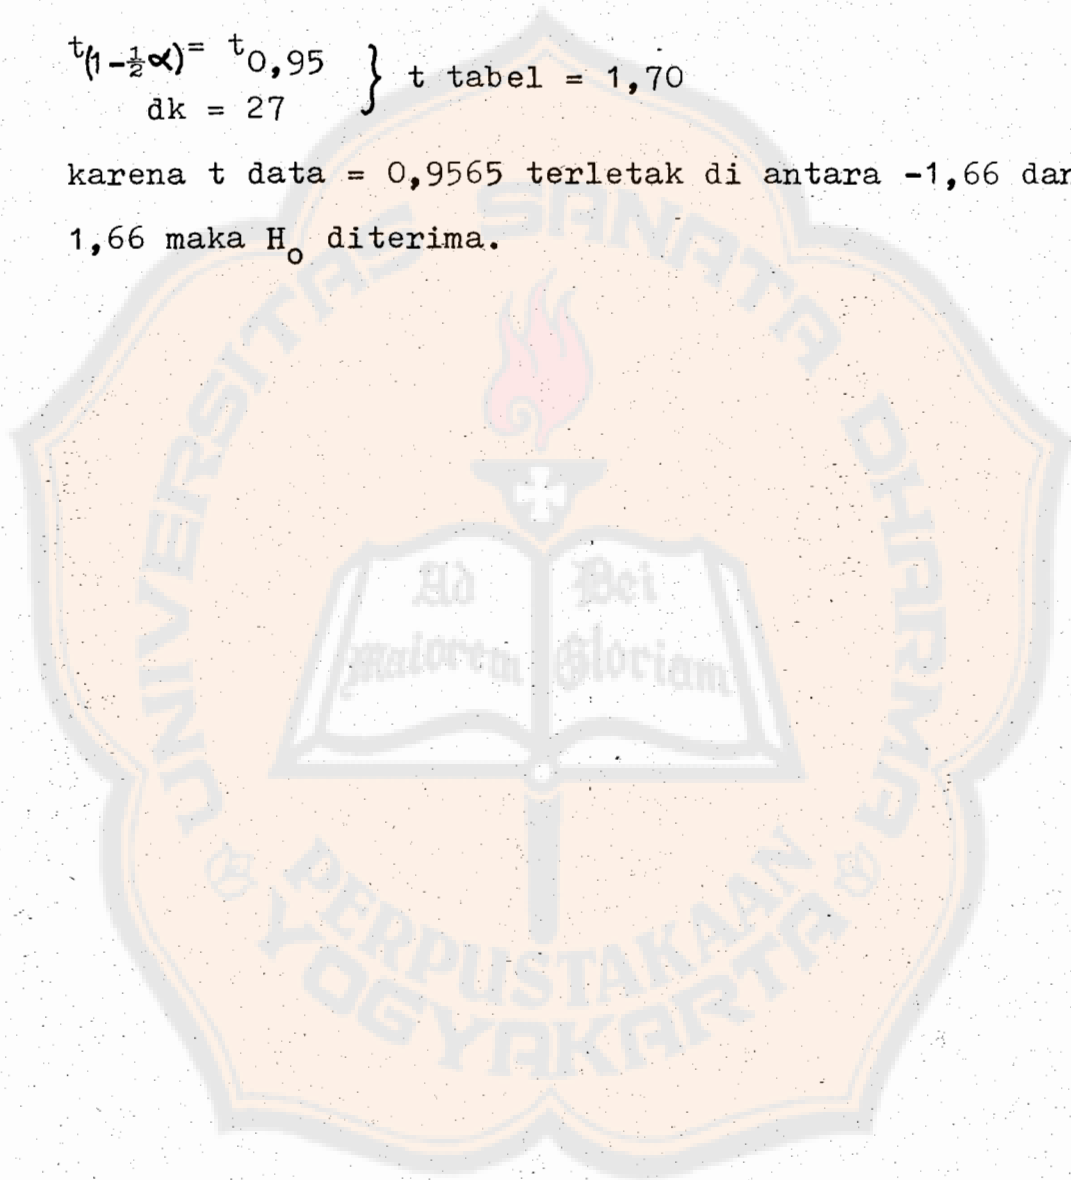 t(1-½α) = t0,95 } t tabel = 1,70
dk = 27
karena t data = 0,9565 terletak di antara -1,66 dan
1,66 maka Ho diterima.
UNIVERSITAS SANATA DHARMA
Ad Dei
maiorem Gloriam
PERPUSTAKAAN
YOGYAKARTA